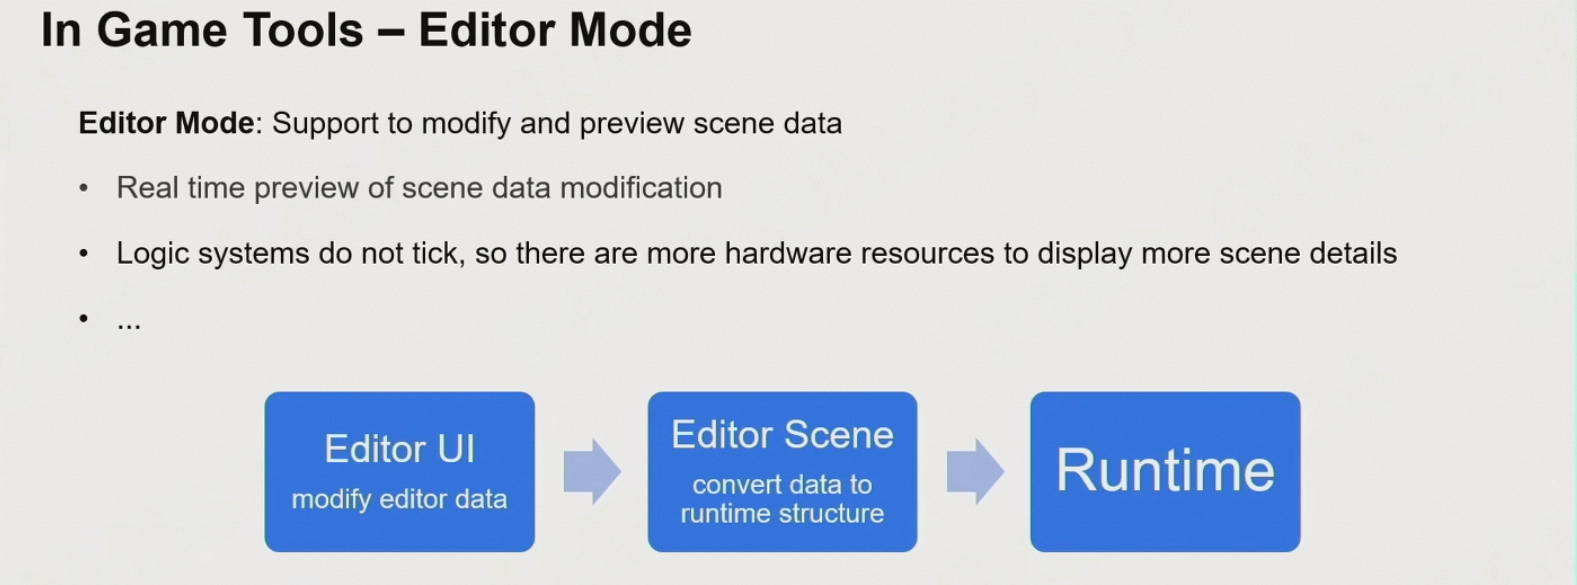 In Game Tools – Editor Mode
Editor Mode: Support to modify and preview scene data
• Real time preview of scene data modification
• Logic systems do not tick, so there are more hardware resources to display more scene details
• ...
Editor UI
modify editor data
Editor Scene
convert data to
runtime structure
Runtime